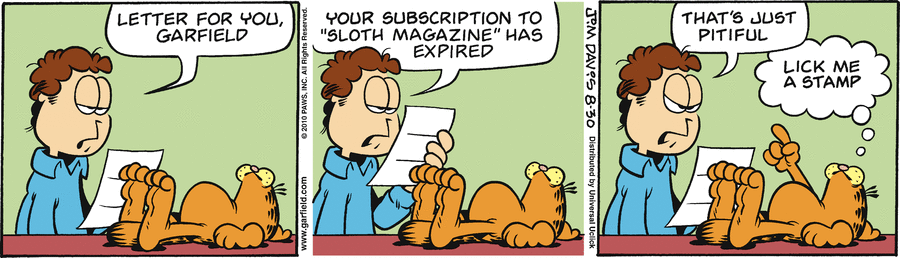 LETTER FOR YOU,
GARFIELD
© 2010 PAWS, INC. All Rights Reserved.
www.garfield.com
YOUR SUBSCRIPTION TO
"SLOTH MAGAZINE" HAS
EXPIRED
JPM DAVPS 8-30
Distributed by Universal Uclick
THAT'S JUST
PITIFUL
LICK ME
A STAMP